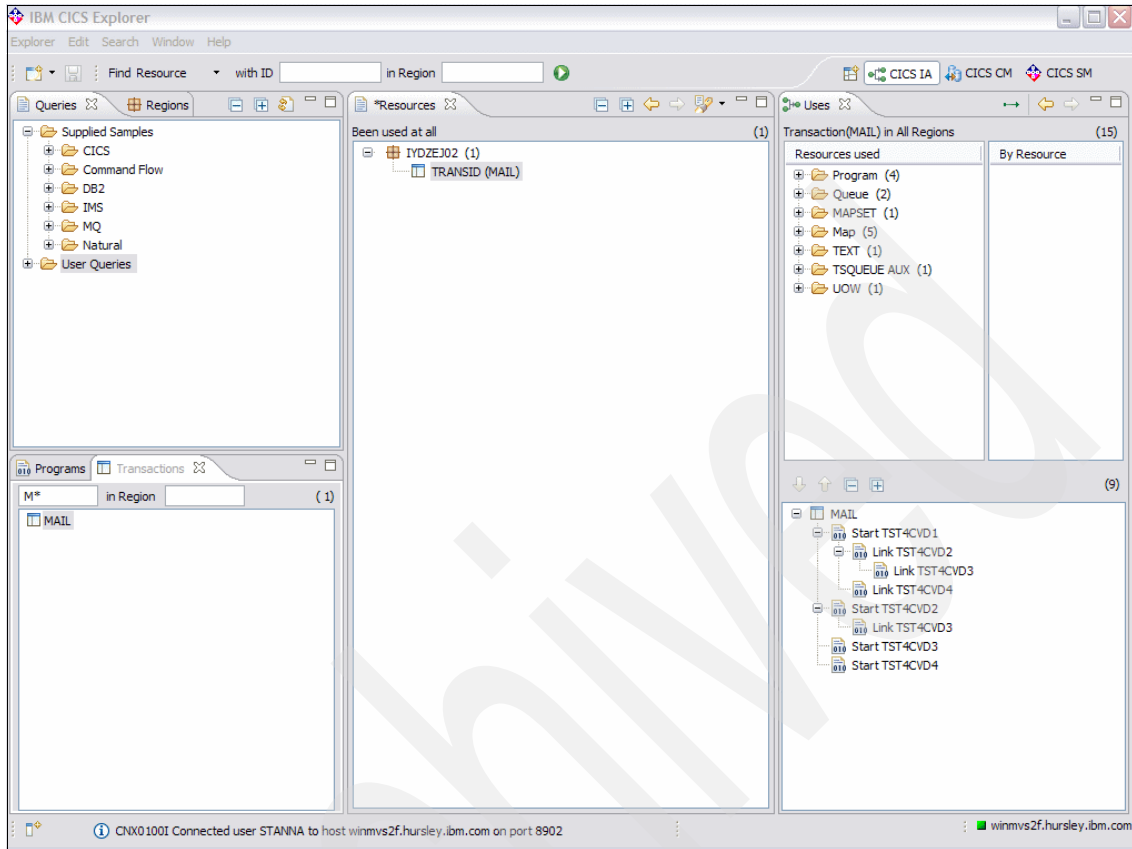 IBM CICS Explorer
Explorer Edit Search Window Help
Find Resource with ID in Region CICS IA CICS CM CICS SM
Queries Regions
Supplied Samples
CICS
Command Flow
DB2
IMS
MQ
Natural
User Queries
Programs Transactions
M* in Region ( 1)
MAIL
*Resources
Been used at all (1)
IYDZEJ02 (1)
TRANSID (MAIL)
Uses
Transaction(MAIL) in All Regions (15)
Resources used By Resource
Program (4)
Queue (2)
MAPSET (1)
Map (5)
TEXT (1)
TSQUEUE AUX (1)
UOW (1)
(9)
MAIL
Start TST4CVD1
Link TST4CVD2
Link TST4CVD3
Link TST4CVD4
Start TST4CVD2
Link TST4CVD3
Start TST4CVD3
Start TST4CVD4
CNX0100I Connected user STANNA to host winmvs2f.hursley.ibm.com on port 8902
winmvs2f.hursley.ibm.com